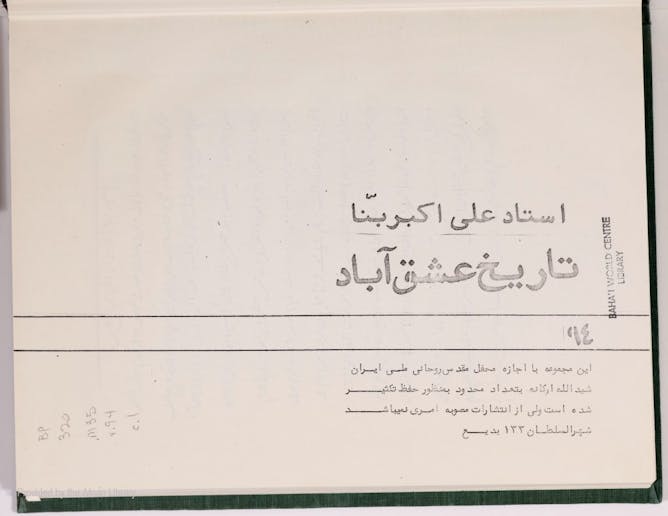 استاد علی اکبر بنّا
تاریخ عشق آباد
BAHA'I WORLD CENTRE
LIBRARY
۹٤
این مجموعه با اجازه محفل مقدس روحانی ملی ایران
شیدالله ارکانه بتعداد محدود بمنظور حفظ تکثیر
شده است ولی از انتشارات مصوبه امری نمیباشد
شهرالسلطان ۱۳۳ بدیع
BP
320
.M35
v.94
c.1